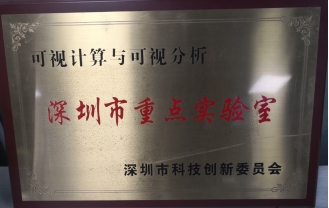 可视计算与可视分析
深圳市重点实验室
深圳市科技创新委员会